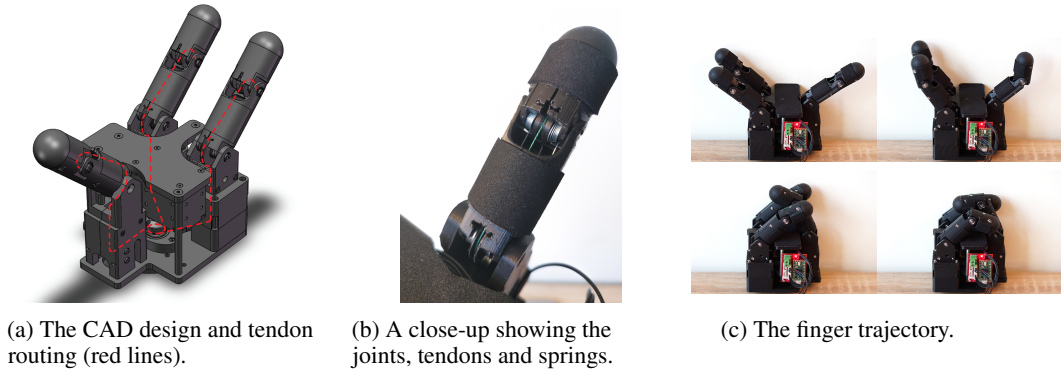 (a) The CAD design and tendon
routing (red lines).
(b) A close-up showing the
joints, tendons and springs.
(c) The finger trajectory.